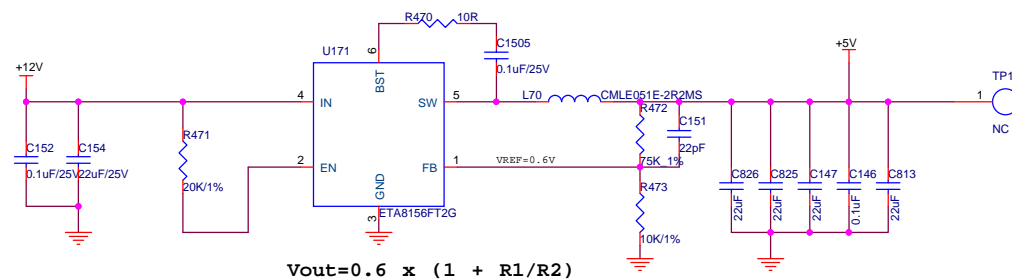 R470
10R
U171
C1505
0.1uF/25V
+12V
+5V
TP1
6
BST
4
IN
SW
5
L70
CMLE051E-2R2MS
1
NC
R472
C151
22pF
75K_1%
R471
20K/1%
C152
0.1uF/25V
C154
22uF/25V
2
EN
FB
1
VREF=0.6V
GND
3
ETA8156FT2G
R473
10K/1%
C826
22uF
C825
22uF
C147
22uF
C146
0.1uF
C813
22uF
Vout=0.6 x (1 + R1/R2)